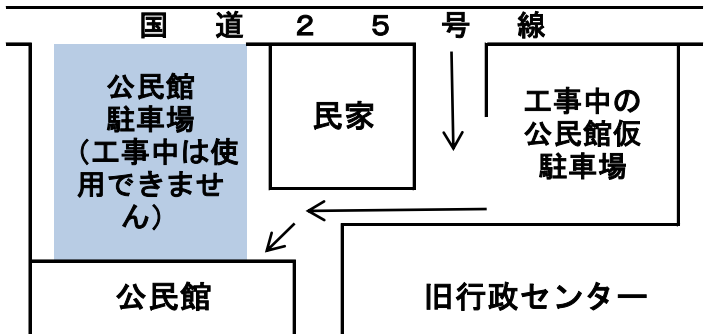 国道２５号線
公民館
駐車場
（工事中は使
用できませ
ん）
民家
工事中の
公民館仮
駐車場
公民館
旧行政センター